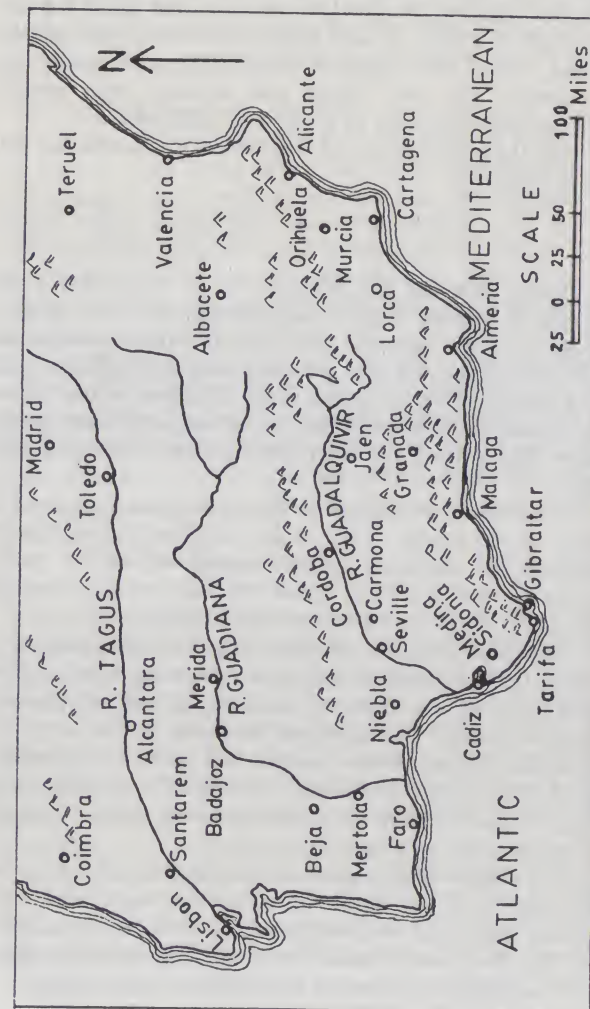 N
Teruel
Madrid
Coimbra
Toledo
Valencia
R. TAGUS
Alcantara
Santarem
Albacete
Merida
R. GUADIANA
Badajoz
Lisbon
Alicante
Orihuela
Murcia
Cartagena
Lorca
Cordoba
R. GUADALQUIVIR
Jaen
Granada
Carmona
Seville
Beja
Mertola
Niebla
Faro
Medina
Sidonia
Cadiz
Malaga
Almeria
Gibraltar
Tarifa
MEDITERRANEAN
ATLANTIC
SCALE
25 0 25 50 100
Miles